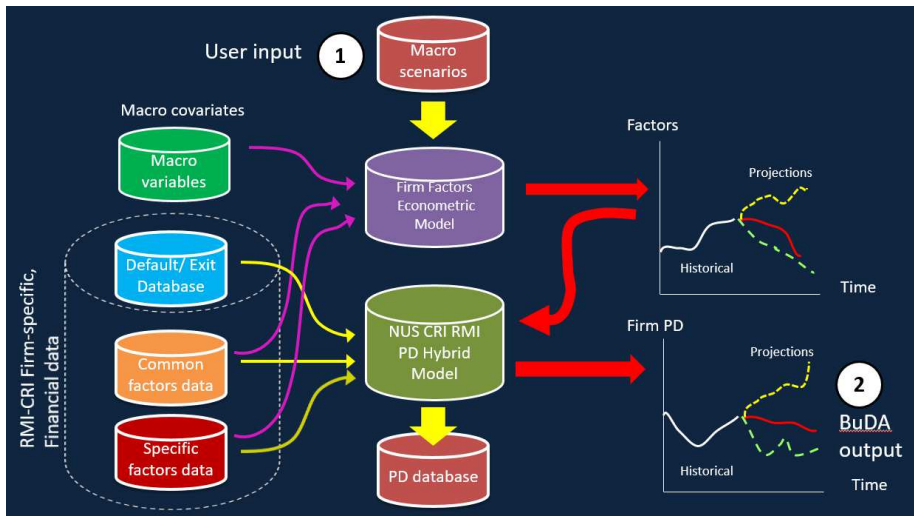 User input
1
Macro
scenarios
Macro covariates
Macro
variables
Firm Factors
Econometric
Model
Factors
Projections
Historical
Time
RMI-CRI Firm-specific,
Financial data
Default/ Exit
Database
Common
factors data
Specific
factors data
NUS CRI RMI
PD Hybrid
Model
PD database
Firm PD
Projections
Historical
2
BuDA
output
Time